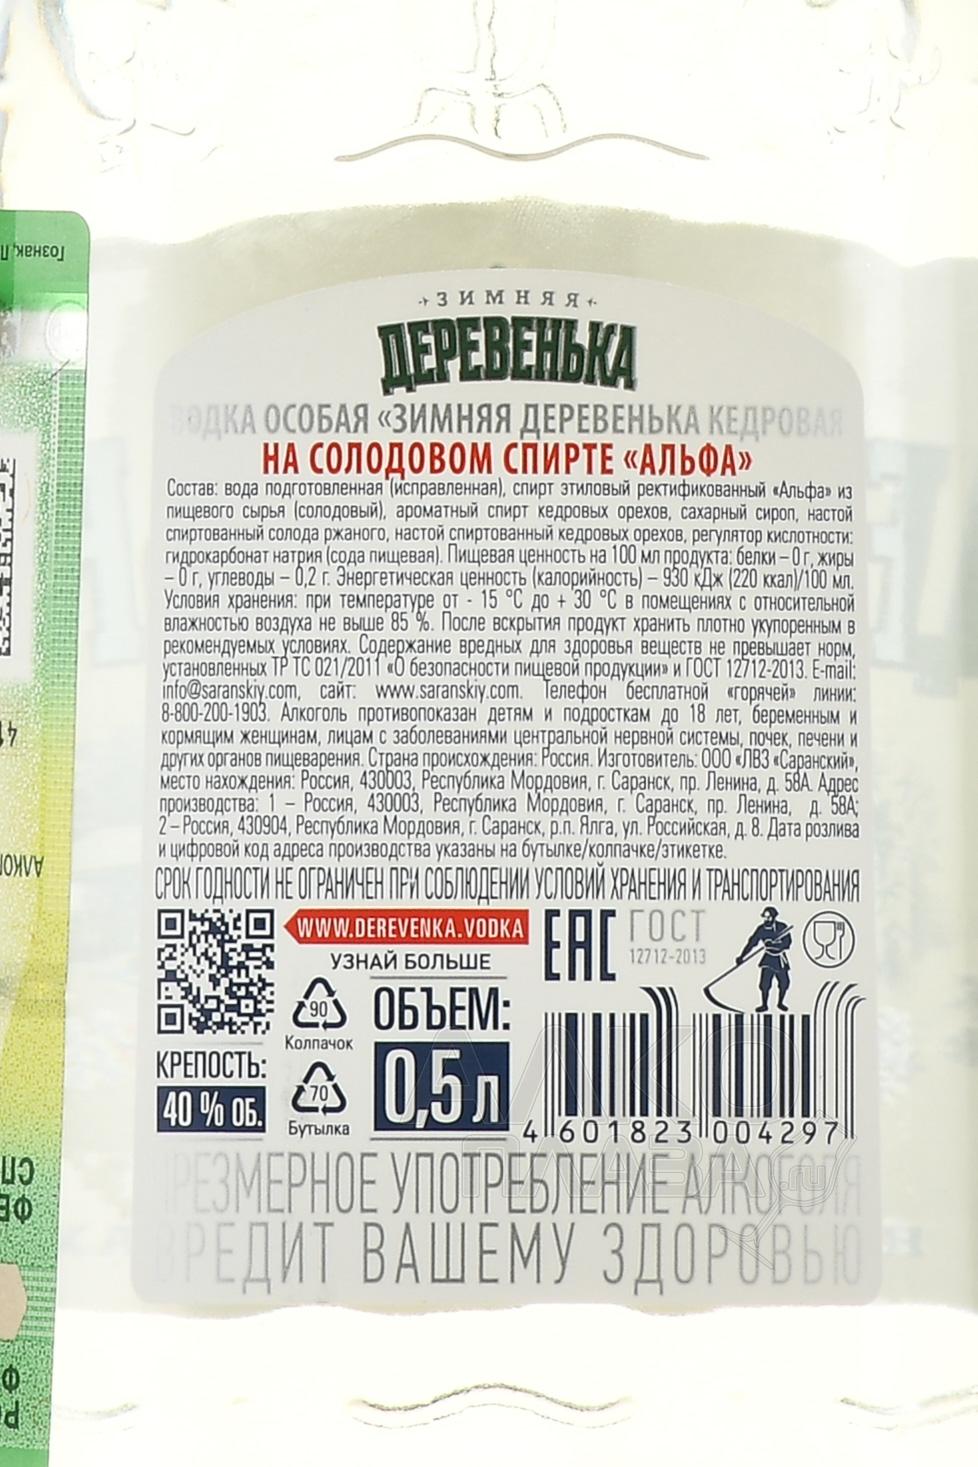 ЗИМНЯЯ
ДЕРЕВЕНЬКА
ВОДКА ОСОБАЯ «ЗИМНЯЯ ДЕРЕВЕНЬКА КЕДРОВАЯ
НА СОЛОДОВОМ СПИРТЕ «АЛЬФА»
Состав: вода подготовленная (исправленная), спирт этиловый ректификованный «Альфа» из
пищевого сырья (солодовый), ароматный спирт кедровых орехов, сахарный сироп, настой
спиртованный солода ржаного, настой спиртованный кедровых орехов, регулятор кислотности:
гидрокарбонат натрия (сода пищевая). Пищевая ценность на 100 мл продукта: белки – 0 г, жиры
– 0 г, углеводы – 0,2 г. Энергетическая ценность (калорийность) – 930 кДж (220 ккал)/100 мл.
Условия хранения: при температуре от - 15 °С до + 30 °С в помещениях с относительной
влажностью воздуха не выше 85 %. После вскрытия продукт хранить плотно укупоренным в
рекомендуемых условиях. Содержание вредных для здоровья веществ не превышает норм,
установленных ТР ТС 021/2011 «О безопасности пищевой продукции» и ГОСТ 12712-2013. E-mail:
info@saranskiy.com, сайт: www.saranskiy.com. Телефон бесплатной «горячей» линии:
8-800-200-1903. Алкоголь противопоказан детям и подросткам до 18 лет, беременным и
кормящим женщинам, лицам с заболеваниями центральной нервной системы, почек, печени и
других органов пищеварения. Страна происхождения: Россия. Изготовитель: ООО «ЛВЗ «Саранский»,
место нахождения: Россия, 430003, Республика Мордовия, г. Саранск, пр. Ленина, д. 58А. Адрес
производства: 1 – Россия, 430003, Республика Мордовия, г. Саранск, пр. Ленина, д. 58А;
2 – Россия, 430904, Республика Мордовия, г. Саранск, р.п. Ялга, ул. Российская, д. 8. Дата розлива
и цифровой код адреса производства указаны на бутылке/колпачке/этикетке.
СРОК ГОДНОСТИ НЕ ОГРАНИЧЕН ПРИ СОБЛЮДЕНИИ УСЛОВИЙ ХРАНЕНИЯ И ТРАНСПОРТИРОВАНИЯ
WWW.DEREVENKA.VODKA
УЗНАЙ БОЛЬШЕ
EAC
ГОСТ
12712-2013
90
Колпачок
ОБЪЕМ:
0,5 л
КРЕПОСТЬ:
40 % ОБ.
70
Бутылка
4 601823 004297
ЧРЕЗМЕРНОЕ УПОТРЕБЛЕНИЕ АЛКОГОЛЯ
ВРЕДИТ ВАШЕМУ ЗДОРОВЬЮ
АЛКО
ПЛАЗА.ru
Гознак,